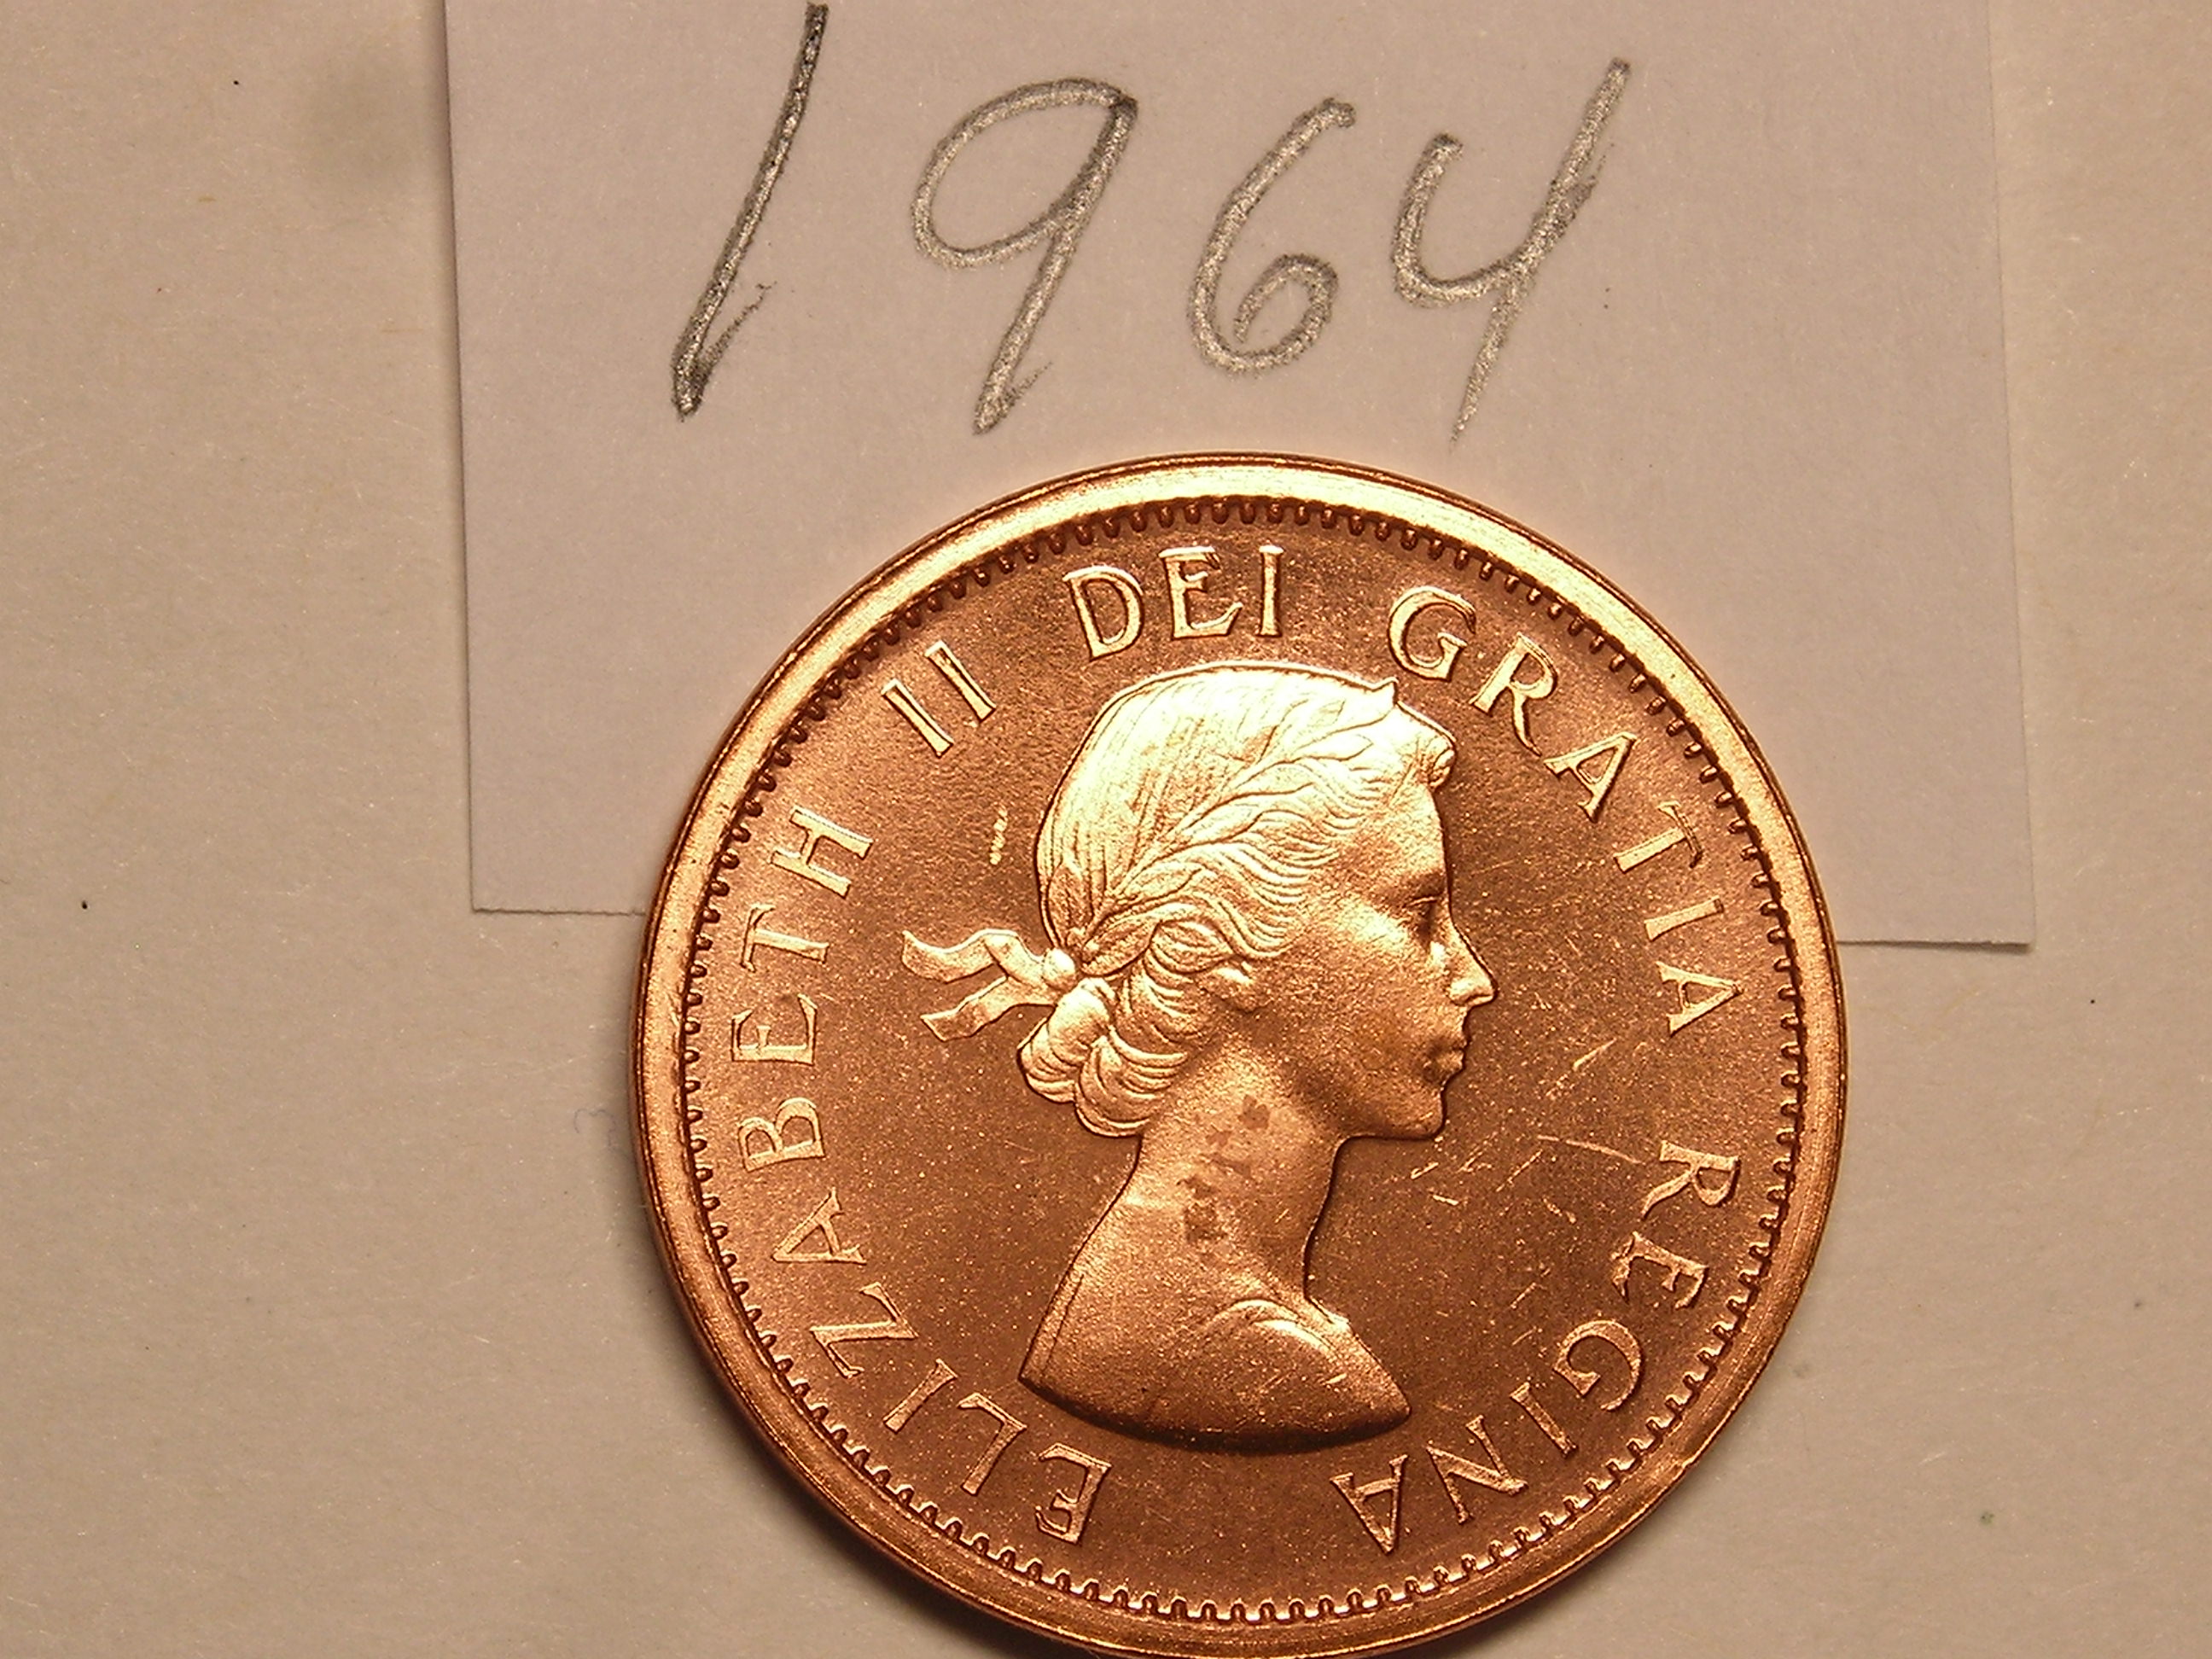 1964
ELIZABETH II DEI GRATIA REGINA